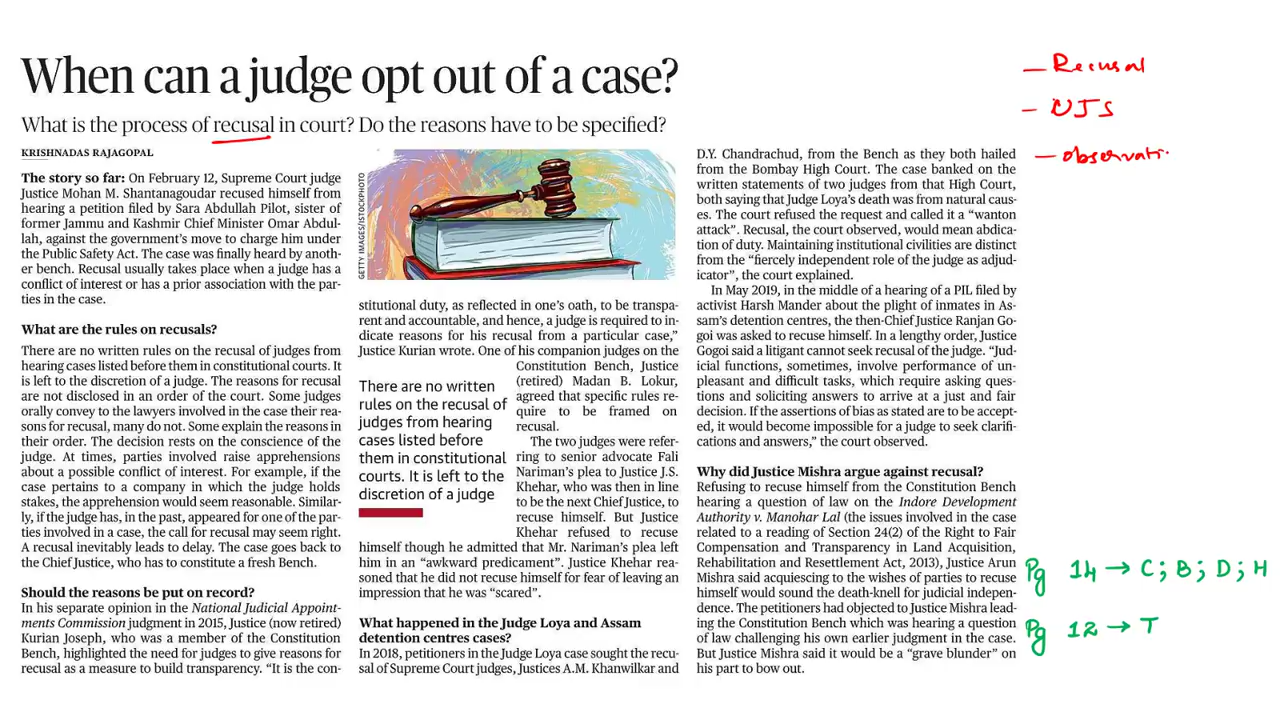 When can a judge opt out of a case?
What is the process of recusal in court? Do the reasons have to be specified?
KRISHNADAS RAJAGOPAL
The story so far: On February 12, Supreme Court judge
Justice Mohan M. Shantanagoudar recused himself from
hearing a petition filed by Sara Abdullah Pilot, sister of
former Jammu and Kashmir Chief Minister Omar Abdul-
lah, against the government's move to charge him under
the Public Safety Act. The case was finally heard by anoth-
er bench. Recusal usually takes place when a judge has a
conflict of interest or has a prior association with the par-
ties in the case.
What are the rules on recusals?
There are no written rules on the recusal of judges from
hearing cases listed before them in constitutional courts. It
is left to the discretion of a judge. The reasons for recusal
are not disclosed in an order of the court. Some judges
orally convey to the lawyers involved in the case their rea-
sons for recusal, many do not. Some explain the reasons in
their order. The decision rests on the conscience of the
judge. At times, parties involved raise apprehensions
about a possible conflict of interest. For example, if the
case pertains to a company in which the judge holds
stakes, the apprehension would seem reasonable. Similar-
ly, if the judge has, in the past, appeared for one of the par-
ties involved in a case, the call for recusal may seem right.
A recusal inevitably leads to delay. The case goes back to
the Chief Justice, who has to constitute a fresh Bench.
Should the reasons be put on record?
In his separate opinion in the National Judicial Appoint-
ments Commission judgment in 2015, Justice (now retired)
Kurian Joseph, who was a member of the Constitution
Bench, highlighted the need for judges to give reasons for
recusal as a measure to build transparency. "It is the con-
GETTY IMAGES/ISTOCKPHOTO
stitutional duty, as reflected in one's oath, to be transpa-
rent and accountable, and hence, a judge is required to in-
dicate reasons for his recusal from a particular case,"
Justice Kurian wrote. One of his companion judges on the
Constitution Bench, Justice
(retired) Madan B. Lokur,
agreed that specific rules re-
quire to be framed on
recusal.
The two judges were refer-
ring to senior advocate Fali
Nariman's plea to Justice J.S.
Khehar, who was then in line
to be the next Chief Justice, to
recuse himself. But Justice
Khehar refused to recuse
himself though he admitted that Mr. Nariman's plea left
him in an "awkward predicament". Justice Khehar rea-
soned that he did not recuse himself for fear of leaving an
impression that he was "scared".
There are no written
rules on the recusal of
judges from hearing
cases listed before
them in constitutional
courts. It is left to the
discretion of a judge
What happened in the Judge Loya and Assam
detention centres cases?
In 2018, petitioners in the Judge Loya case sought the recu-
sal of Supreme Court judges, Justices A.M. Khanwilkar and
D.Y. Chandrachud, from the Bench as they both hailed
from the Bombay High Court. The case banked on the
written statements of two judges from that High Court,
both saying that Judge Loya's death was from natural caus-
es. The court refused the request and called it a "wanton
attack". Recusal, the court observed, would mean abdica-
tion of duty. Maintaining institutional civilities are distinct
from the "fiercely independent role of the judge as adjud-
icator", the court explained.
In May 2019, in the middle of a hearing of a PIL filed by
activist Harsh Mander about the plight of inmates in As-
sam's detention centres, the then-Chief Justice Ranjan Go-
goi was asked to recuse himself. In a lengthy order, Justice
Gogoi said a litigant cannot seek recusal of the judge. "Jud-
icial functions, sometimes, involve performance of un-
pleasant and difficult tasks, which require asking ques-
tions and soliciting answers to arrive at a just and fair
decision. If the assertions of bias as stated are to be accept-
ed, it would become impossible for a judge to seek clarifi-
cations and answers," the court observed.
Why did Justice Mishra argue against recusal?
Refusing to recuse himself from the Constitution Bench
hearing a question of law on the Indore Development
Authority v. Manohar Lal (the issues involved in the case
related to a reading of Section 24(2) of the Right to Fair
Compensation and Transparency in Land Acquisition,
Rehabilitation and Resettlement Act, 2013), Justice Arun
Mishra said acquiescing to the wishes of parties to recuse
himself would sound the death-knell for judicial indepen-
dence. The petitioners had objected to Justice Mishra lead-
ing the Constitution Bench which was hearing a question
of law challenging his own earlier judgment in the case.
But Justice Mishra said it would be a "grave blunder" on
his part to bow out.
— Recusal
— NJS
— observati
Pg 14 → C; B; D; H
Pg 12 → T